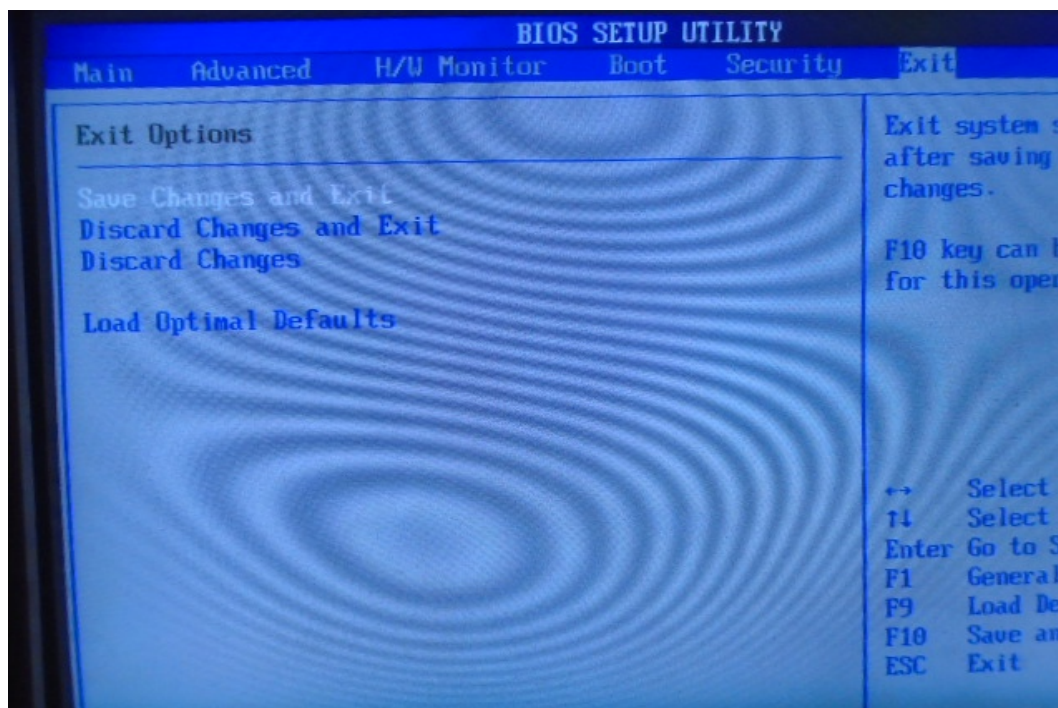 BIOS SETUP UTILITY
Main Advanced H/W Monitor Boot Security Exit
Exit Options
Save Changes and Exit
Discard Changes and Exit
Discard Changes
Load Optimal Defaults
Exit system
after saving
changes.
F10 key can
for this
←→ Select
↑↓ Select
Enter Go to
F1 General
F9 Load
F10 Save
ESC Exit